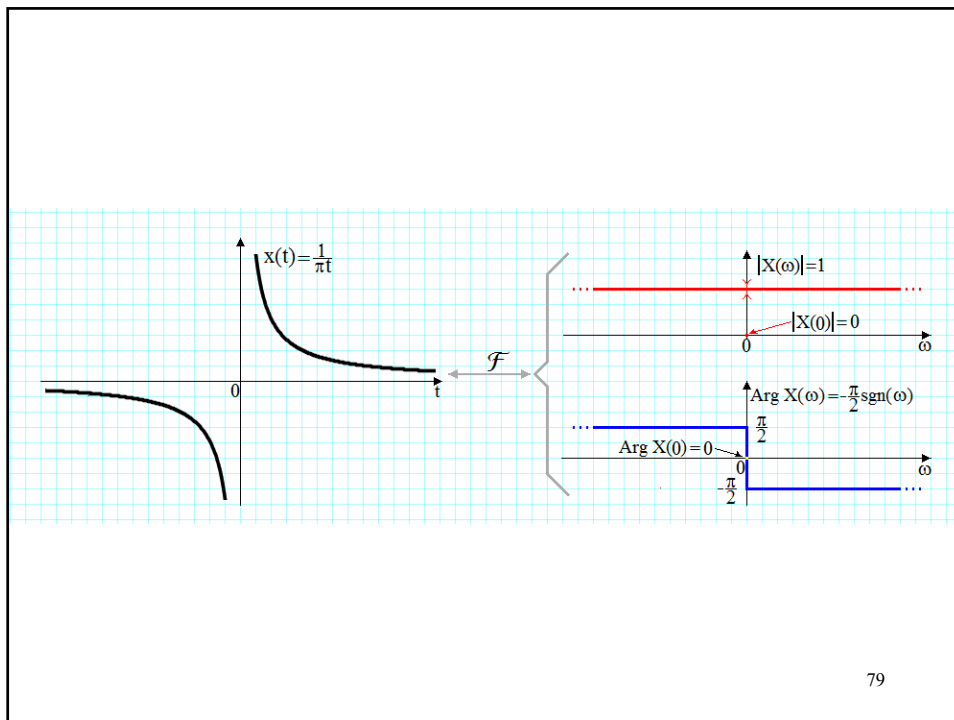 x(t)=1/πt
0
t
ℱ
|X(ω)|=1
|X(0)|=0
0
ω
Arg X(ω)=-π/2 sgn(ω)
π/2
Arg X(0)=0
0
ω
-π/2
79